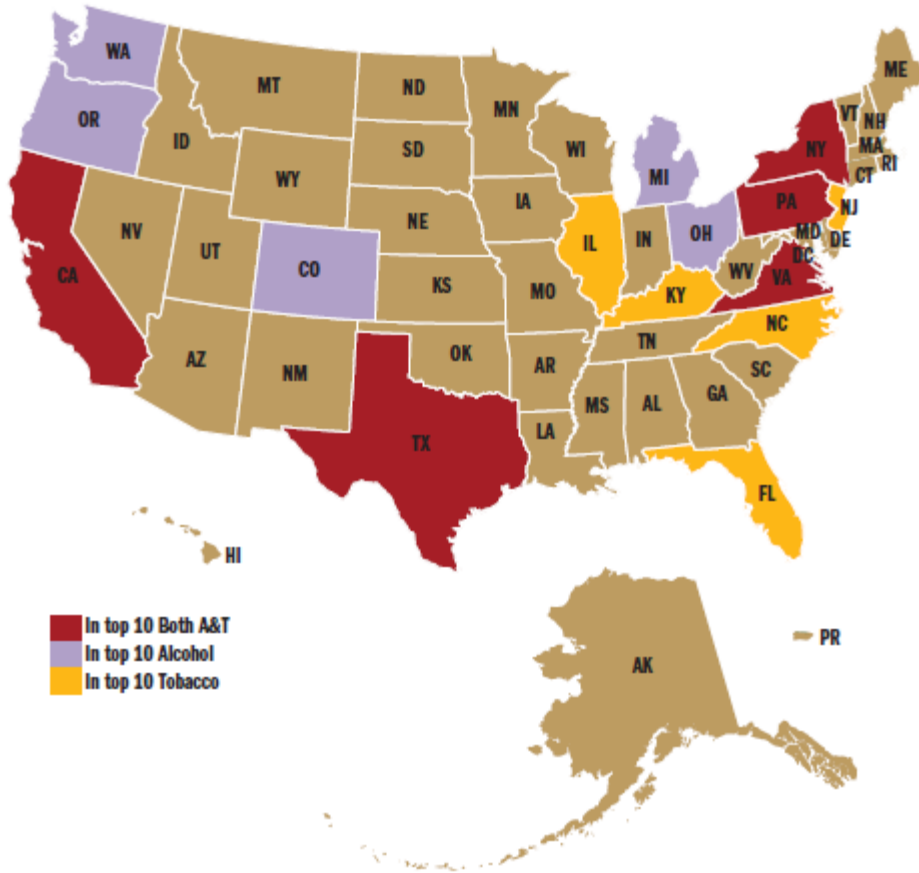 WA
MT
ND
MN
ME
OR
ID
SD
WI
MI
VT
NH
NY
MA
RI
CT
WY
IA
NE
PA
NJ
NV
UT
CO
IL
IN
OH
MD
DE
DC
CA
KS
MO
WV
VA
KY
AZ
NM
OK
TN
NC
AR
SC
MS
AL
GA
TX
LA
FL
HI
In top 10 Both A&T
In top 10 Alcohol
In top 10 Tobacco
AK
PR